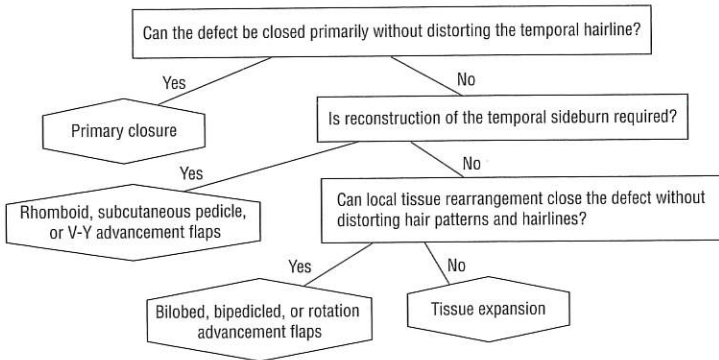 Can the defect be closed primarily without distorting the temporal hairline?
Yes
No
Primary closure
Is reconstruction of the temporal sideburn required?
Yes
No
Rhomboid, subcutaneous pedicle,
or V-Y advancement flaps
Can local tissue rearrangement close the defect without
distorting hair patterns and hairlines?
Yes
No
Bilobed, bipedicled, or rotation
advancement flaps
Tissue expansion